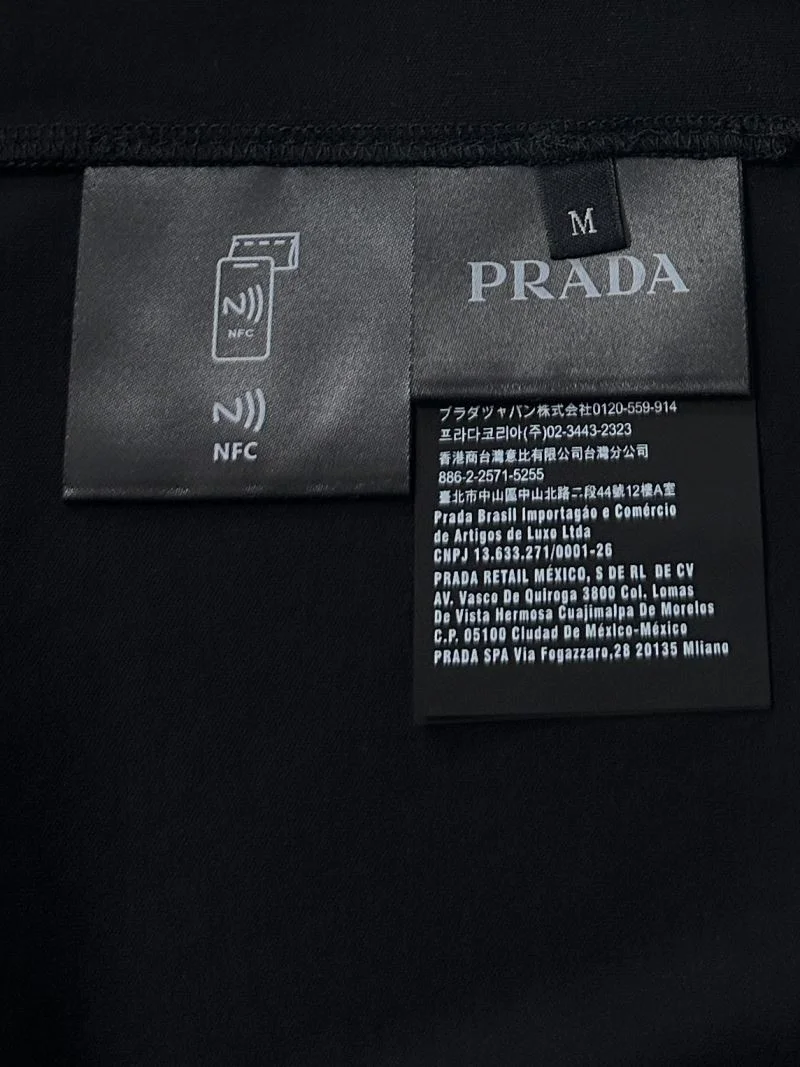 NFC
NFC
M
PRADA
プラダジャパン株式会社0120-559-914
프라다코리아(주)02-3443-2323
香港商台灣意比有限公司台灣分公司
886-2-2571-5255
臺北市中山區中山北路二段44號12樓A室
Prada Brasil Importagáo e Comércio
de Artigos de Luxo Ltda
CNPJ 13.633.271/0001-26
PRADA RETAIL MÉXICO, S DE RL DE CV
AV. Vasco De Quiroga 3800 Col. Lomas
De Vista Hermosa Cuajimalpa De Morelos
C.P. 05100 Ciudad De México-México
PRADA SPA Via Fogazzaro,28 20135 Mliano